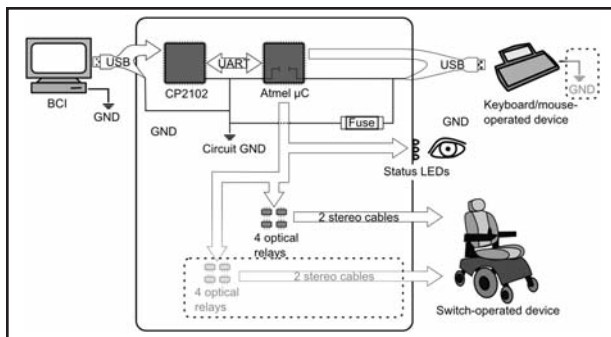 USB
UART
USB
CP2102
Atmel µC
BCI
GND
GND
Keyboard/mouse-
operated device
GND
Fuse
GND
Circuit GND
Status LEDs
2 stereo cables
4 optical
relays
2 stereo cables
4 optical
relays
Switch-operated device